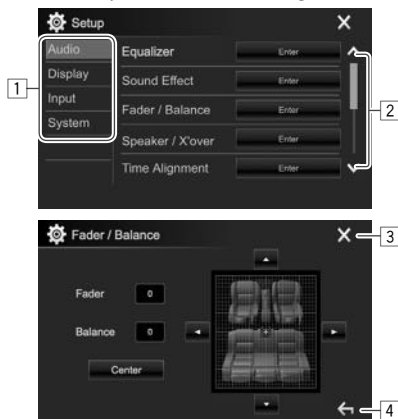 Setup
Audio
Display
Input
System
Equalizer Enter
Sound Effect Enter
Fader / Balance Enter
Speaker / X'over Enter
Time Alignment Enter
1
2
Fader / Balance
3
Fader 0
Balance 0
Center
4